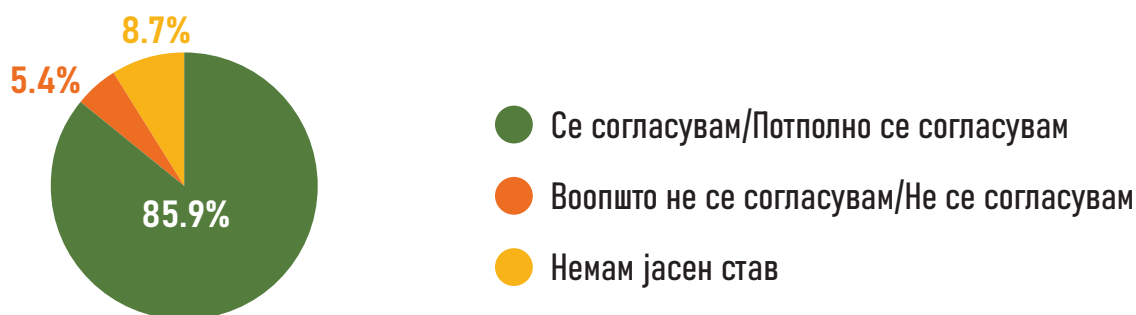 8.7%
5.4%
85.9%
Се согласувам/Потполно се согласувам
Воопшто не се согласувам/Не се согласувам
Немам јасен став